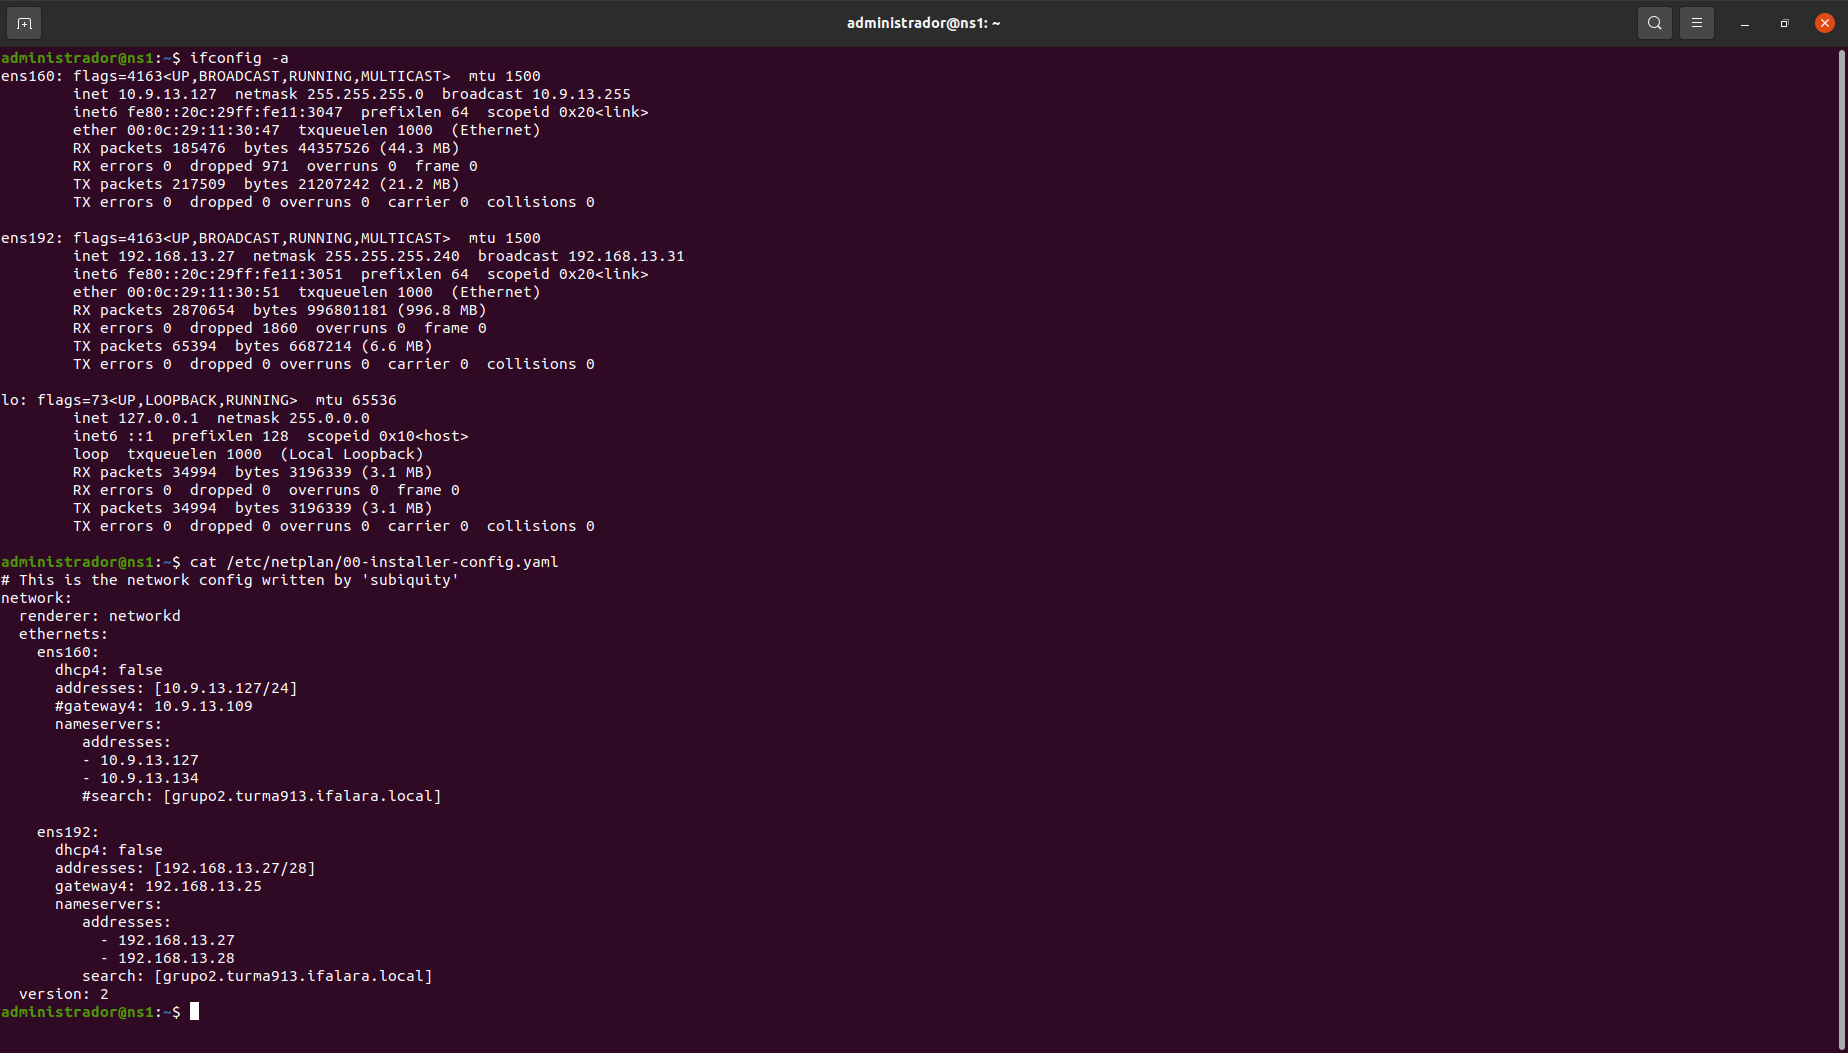 administrador@ns1: ~
administrador@ns1:~$ ifconfig -a
ens160: flags=4163<UP,BROADCAST,RUNNING,MULTICAST>  mtu 1500
        inet 10.9.13.127  netmask 255.255.255.0  broadcast 10.9.13.255
        inet6 fe80::20c:29ff:fe11:3047  prefixlen 64  scopeid 0x20<link>
        ether 00:0c:29:11:30:47  txqueuelen 1000  (Ethernet)
        RX packets 185476  bytes 44357526 (44.3 MB)
        RX errors 0  dropped 971  overruns 0  frame 0
        TX packets 217509  bytes 21207242 (21.2 MB)
        TX errors 0  dropped 0 overruns 0  carrier 0  collisions 0

ens192: flags=4163<UP,BROADCAST,RUNNING,MULTICAST>  mtu 1500
        inet 192.168.13.27  netmask 255.255.255.240  broadcast 192.168.13.31
        inet6 fe80::20c:29ff:fe11:3051  prefixlen 64  scopeid 0x20<link>
        ether 00:0c:29:11:30:51  txqueuelen 1000  (Ethernet)
        RX packets 2870654  bytes 996801181 (996.8 MB)
        RX errors 0  dropped 1860  overruns 0  frame 0
        TX packets 65394  bytes 6687214 (6.6 MB)
        TX errors 0  dropped 0 overruns 0  carrier 0  collisions 0

lo: flags=73<UP,LOOPBACK,RUNNING>  mtu 65536
        inet 127.0.0.1  netmask 255.0.0.0
        inet6 ::1  prefixlen 128  scopeid 0x10<host>
        loop  txqueuelen 1000  (Local Loopback)
        RX packets 34994  bytes 3196339 (3.1 MB)
        RX errors 0  dropped 0  overruns 0  frame 0
        TX packets 34994  bytes 3196339 (3.1 MB)
        TX errors 0  dropped 0 overruns 0  carrier 0  collisions 0

administrador@ns1:~$ cat /etc/netplan/00-installer-config.yaml
# This is the network config written by 'subiquity'
network:
  renderer: networkd
  ethernets:
    ens160:
      dhcp4: false
      addresses: [10.9.13.127/24]
      #gateway4: 10.9.13.109
      nameservers:
         addresses:
         - 10.9.13.127
         - 10.9.13.134
         #search: [grupo2.turma913.ifalara.local]

    ens192:
      dhcp4: false
      addresses: [192.168.13.27/28]
      gateway4: 192.168.13.25
      nameservers:
         addresses:
           - 192.168.13.27
           - 192.168.13.28
         search: [grupo2.turma913.ifalara.local]
  version: 2
administrador@ns1:~$